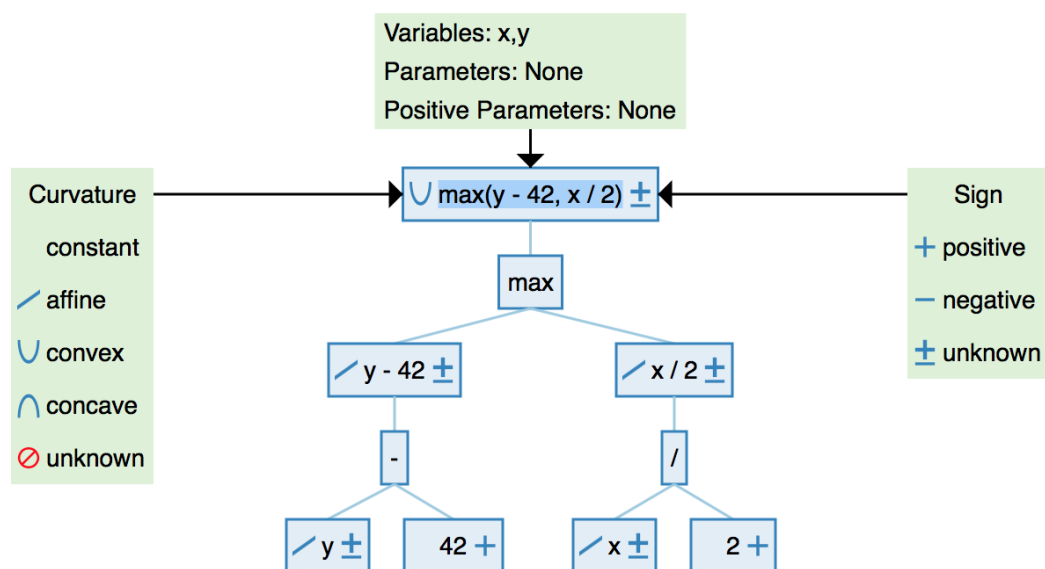 Variables: x,y
Parameters: None
Positive Parameters: None
Curvature
constant
affine
convex
concave
unknown
max(y - 42, x / 2) ±
Sign
+ positive
− negative
± unknown
max
y - 42 ±
x / 2 ±
-
/
y ±
42 +
x ±
2 +